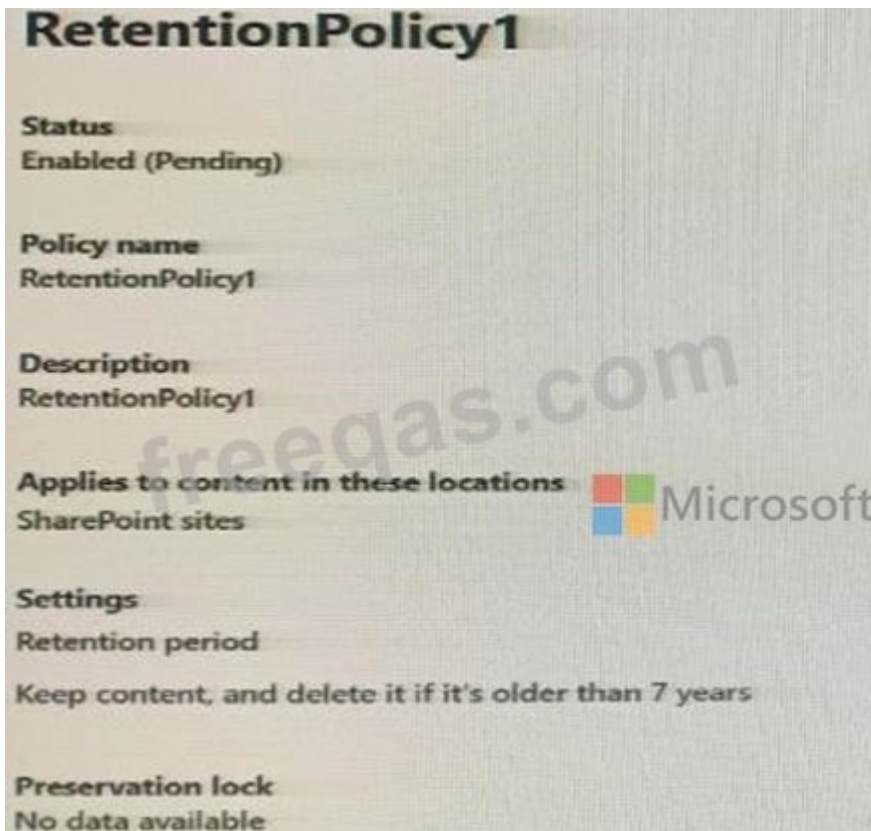 RetentionPolicy1
Status
Enabled (Pending)
Policy name
RetentionPolicy1
Description
RetentionPolicy1
freeqas.com
Applies to content in these locations
Microsoft
SharePoint sites
Settings
Retention period
Keep content, and delete it if it's older than 7 years
Preservation lock
No data available